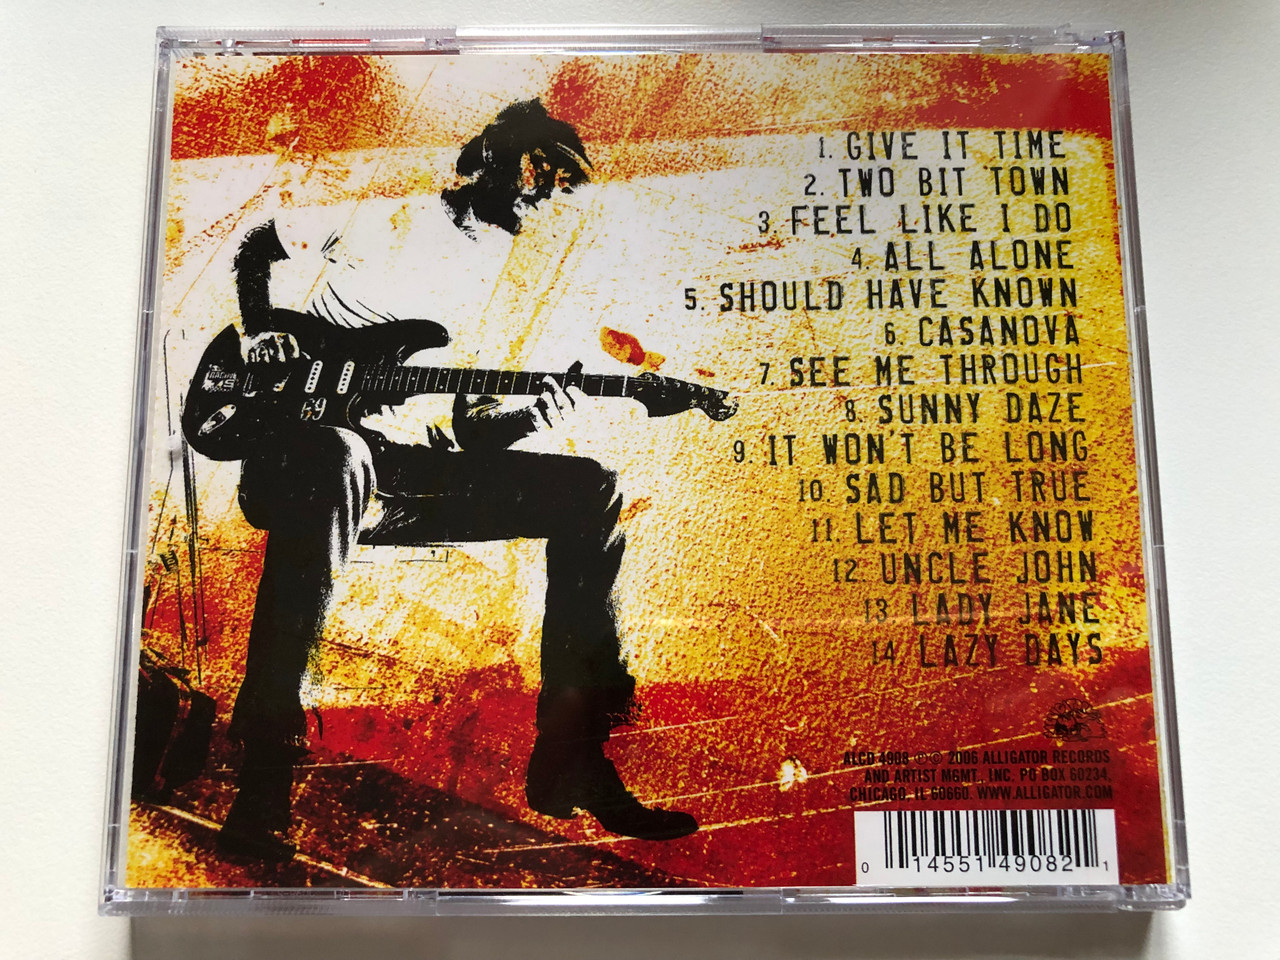 1. GIVE IT TIME
2. TWO BIT TOWN
3. FEEL LIKE I DO
4. ALL ALONE
5. SHOULD HAVE KNOWN
6. CASANOVA
7. SEE ME THROUGH
8. SUNNY DAZE
9. IT WON'T BE LONG
10. SAD BUT TRUE
11. LET ME KNOW
12. UNCLE JOHN
13. LADY JANE
14. LAZY DAYS
69
ALCD 4908 ℗© 2006 ALLIGATOR RECORDS
AND ARTIST MGMT., INC. PO BOX 60234,
CHICAGO, IL 60660. WWW.ALLIGATOR.COM
0 14551 49082 1